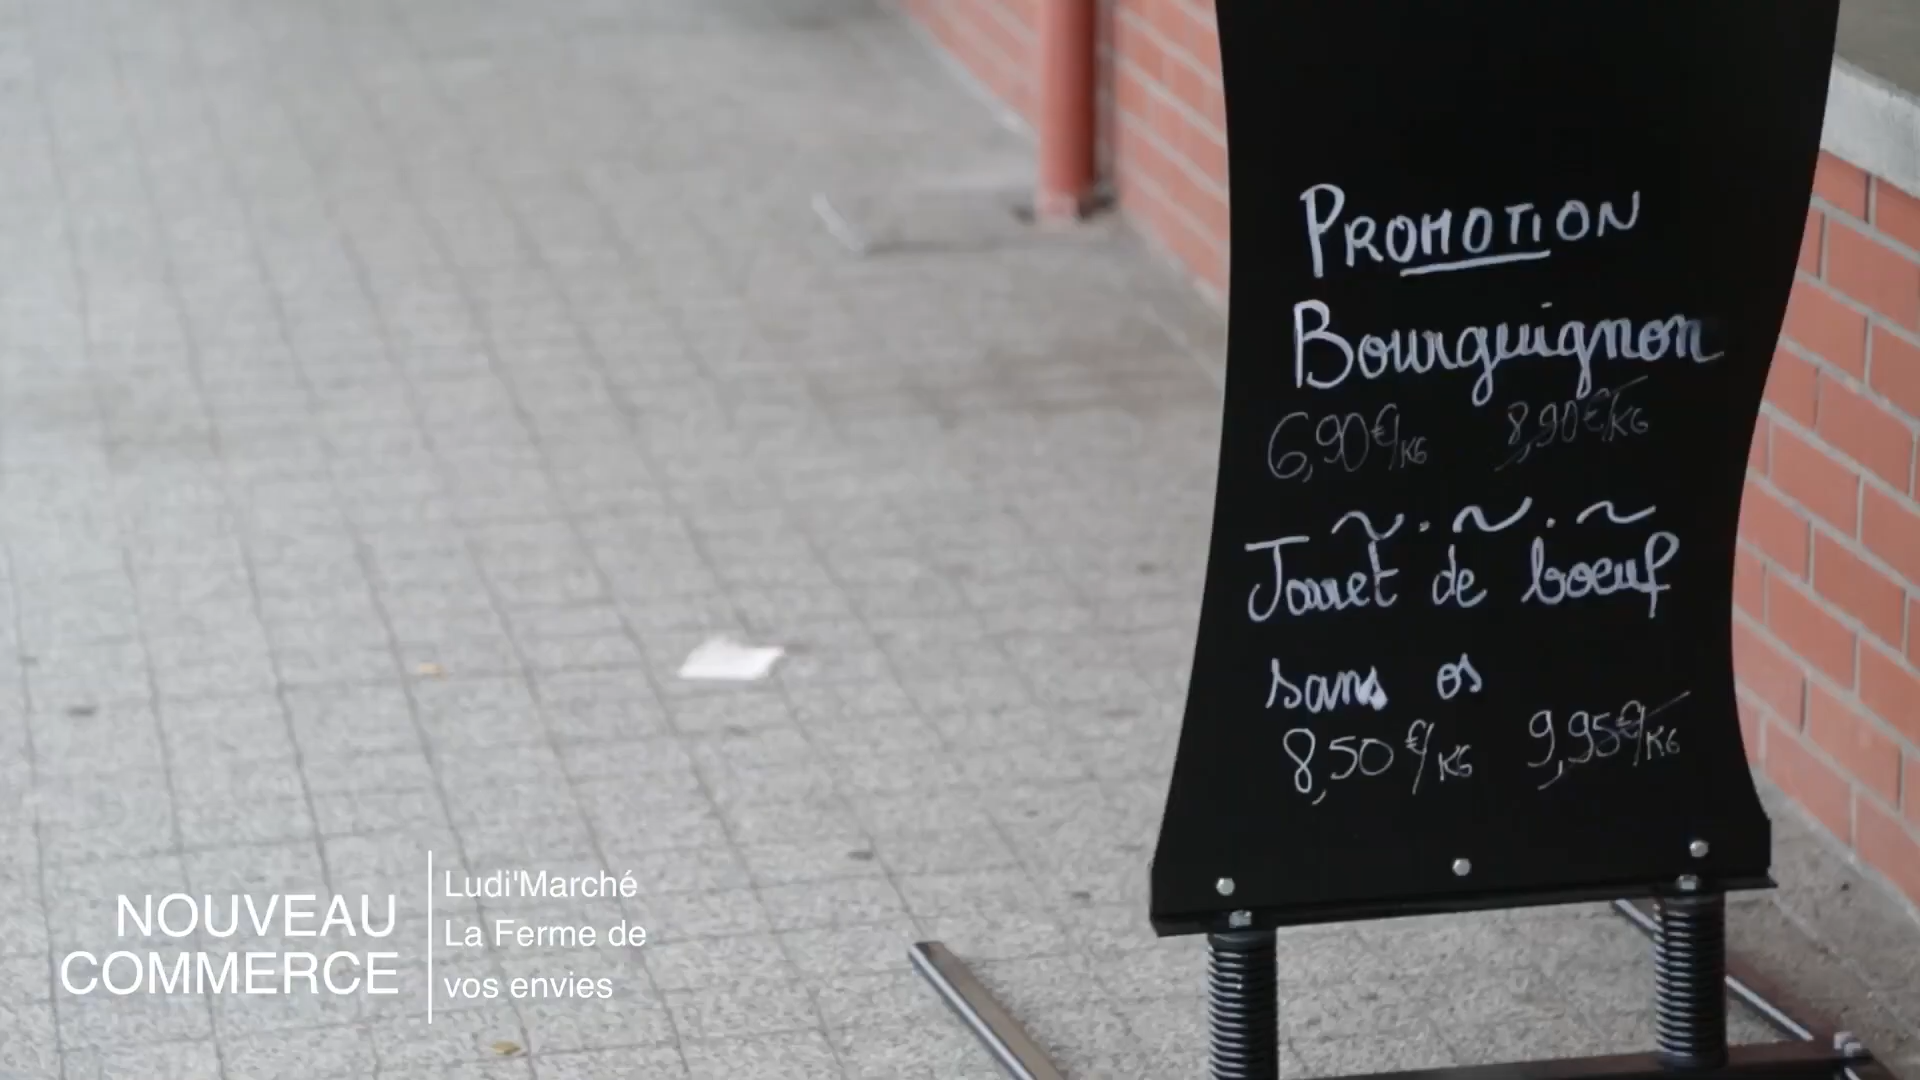 PROMOTION
Bourguignon
6,90€/KG 8,90€/KG
~.~.~
Jarret de boeuf
sans os
8,50€/KG 9,95€/KG
NOUVEAU
COMMERCE
Ludi'Marché
La Ferme de
vos envies